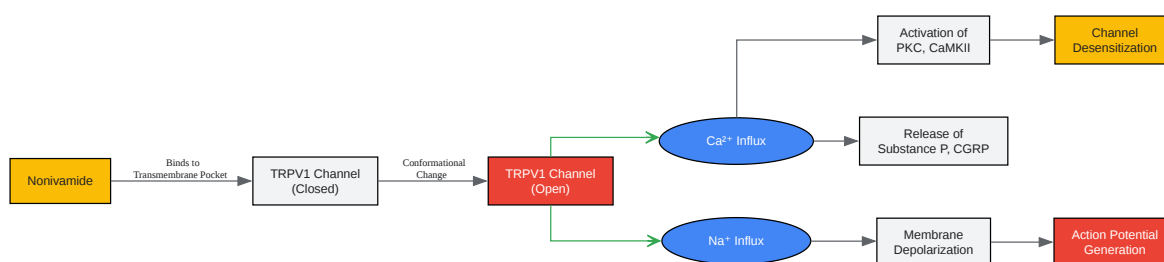 Nonivamide
Binds to
Transmembrane Pocket
TRPV1 Channel
(Closed)
Conformational
Change
TRPV1 Channel
(Open)
Ca²⁺ Influx
Activation of
PKC, CaMKII
Channel
Desensitization
Release of
Substance P, CGRP
Na⁺ Influx
Membrane
Depolarization
Action Potential
Generation